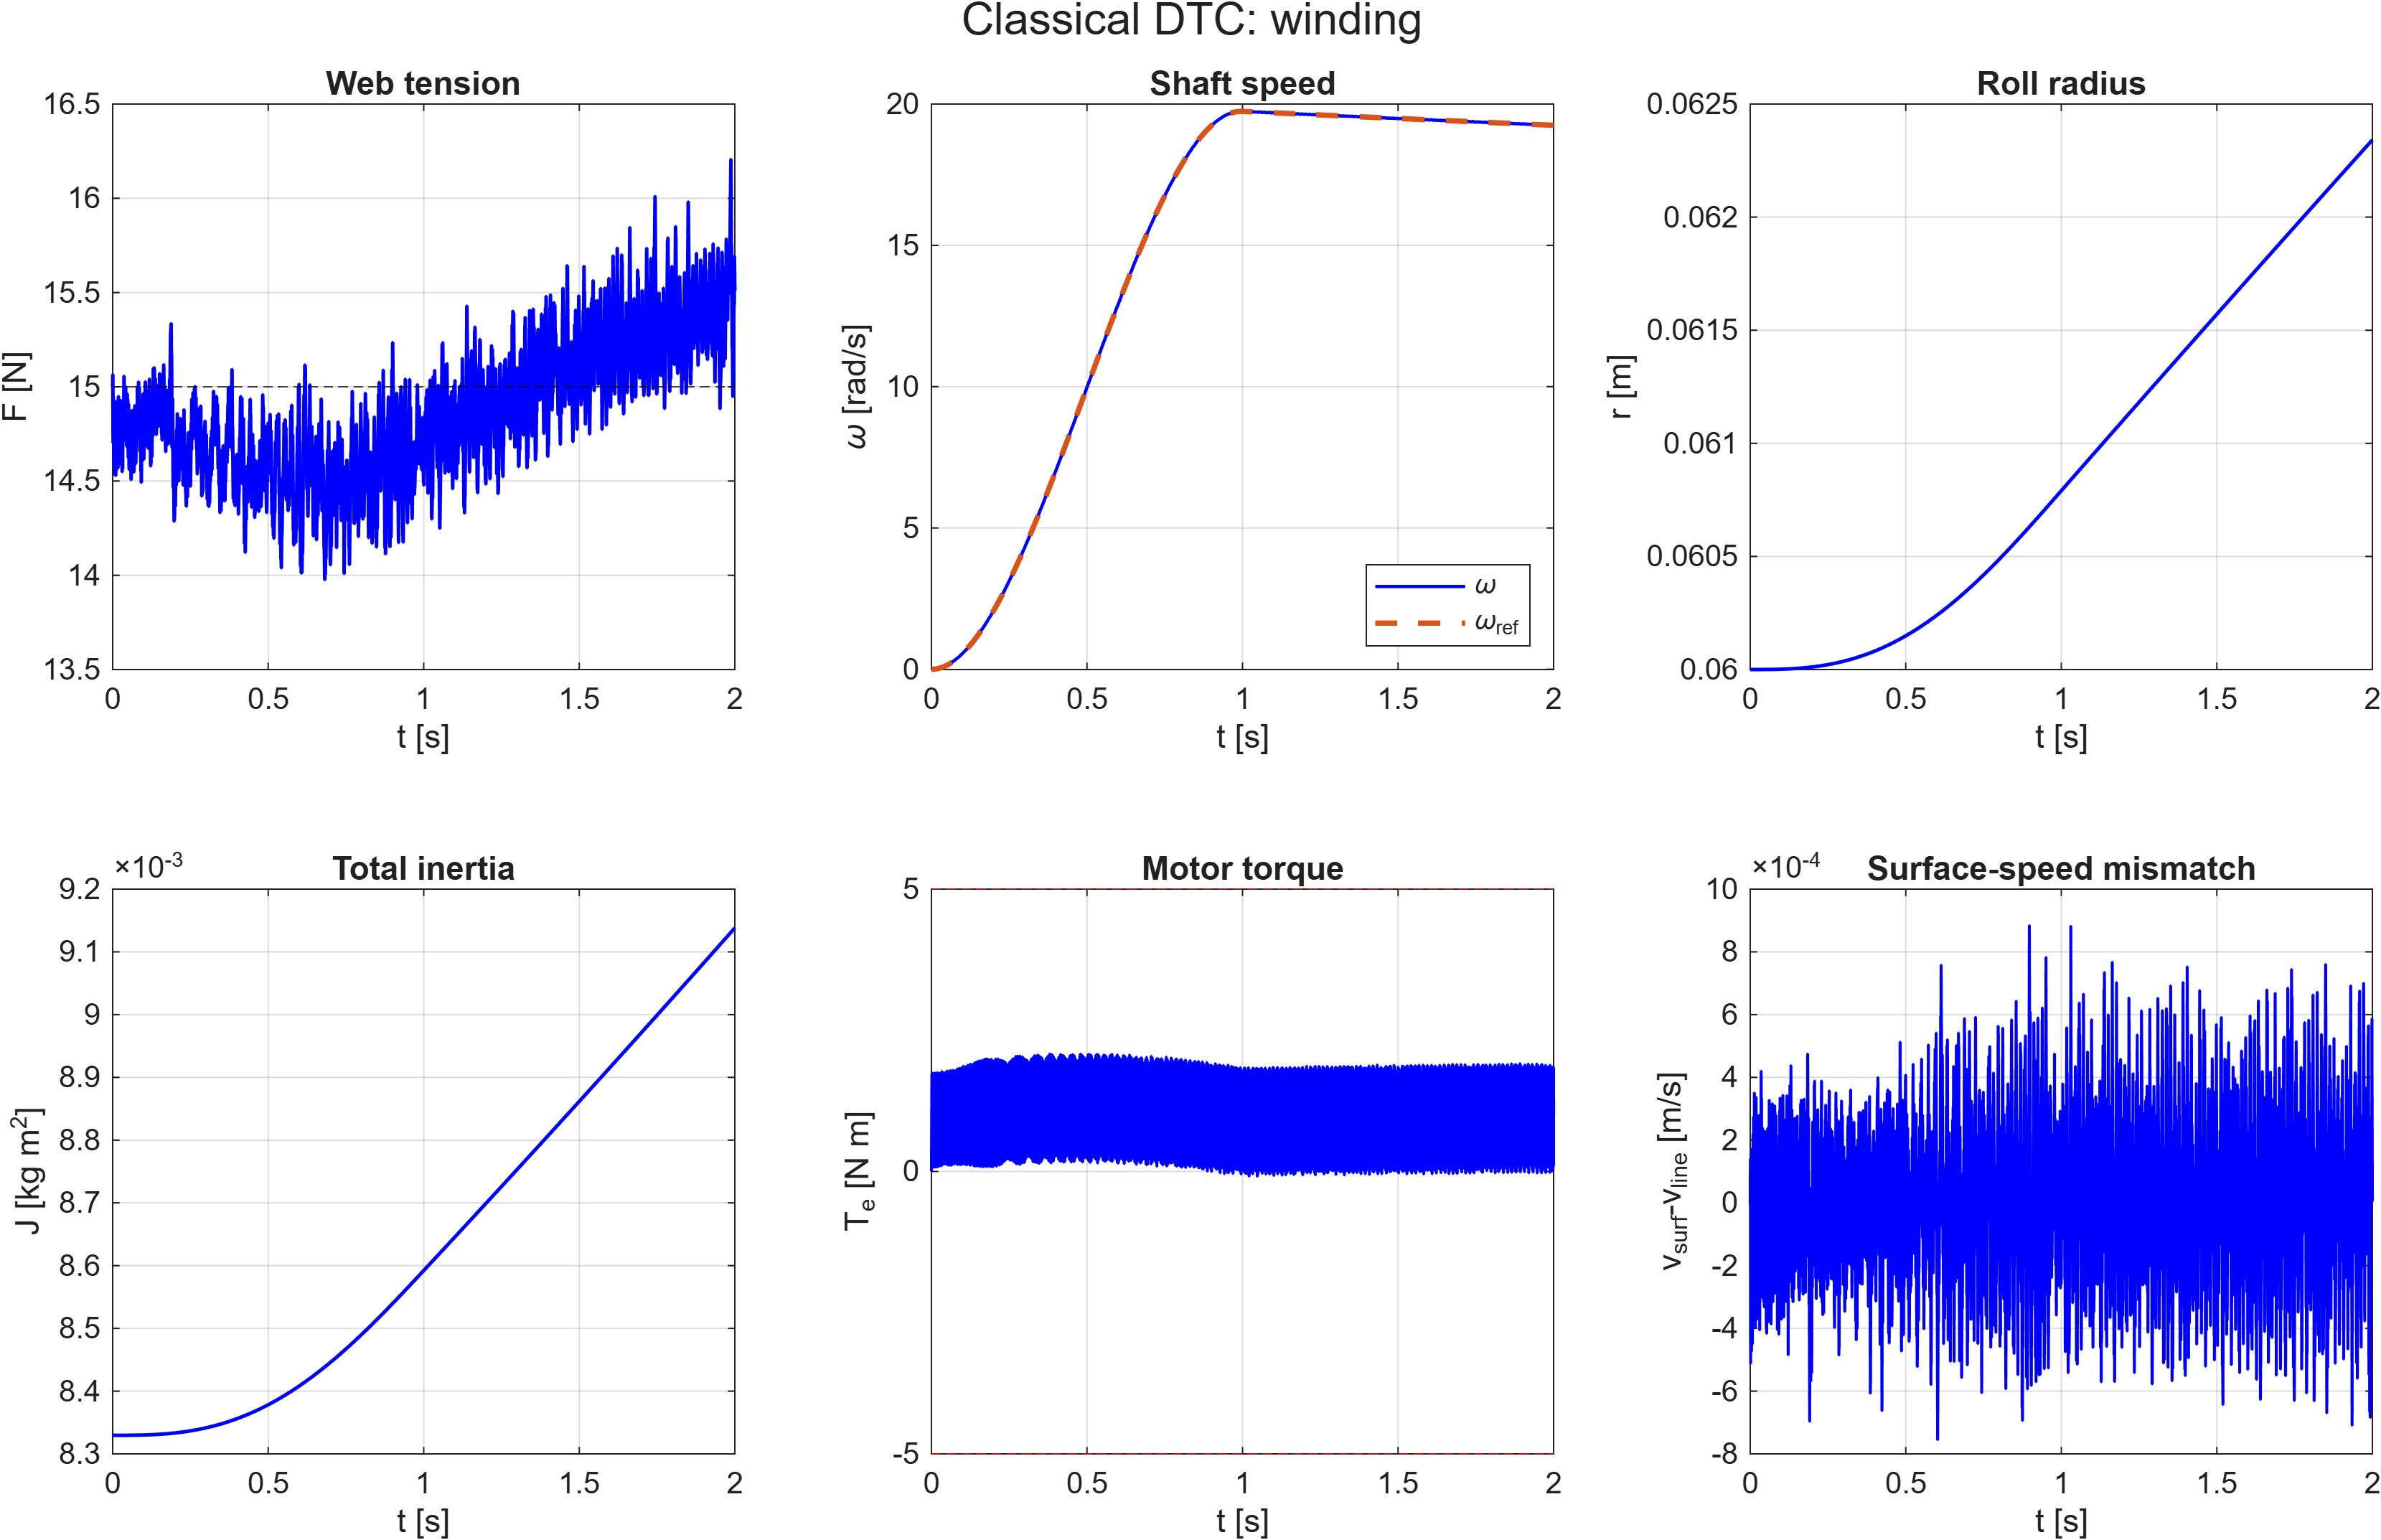 Classical DTC: winding
Web tension
16.5
16
15.5
15
14.5
14
13.5
F [N]
0 0.5 1 1.5 2
t [s]
Shaft speed
20
15
10
5
0
ω [rad/s]
ω
ω_ref
0 0.5 1 1.5 2
t [s]
Roll radius
0.0625
0.062
0.0615
0.061
0.0605
0.06
r [m]
0 0.5 1 1.5 2
t [s]
×10^-3
Total inertia
9.2
9.1
9
8.9
8.8
8.7
8.6
8.5
8.4
8.3
J [kg m²]
0 0.5 1 1.5 2
t [s]
Motor torque
5
0
-5
T_e [N m]
0 0.5 1 1.5 2
t [s]
×10^-4
Surface-speed mismatch
10
8
6
4
2
0
-2
-4
-6
-8
v_surf-v_line [m/s]
0 0.5 1 1.5 2
t [s]